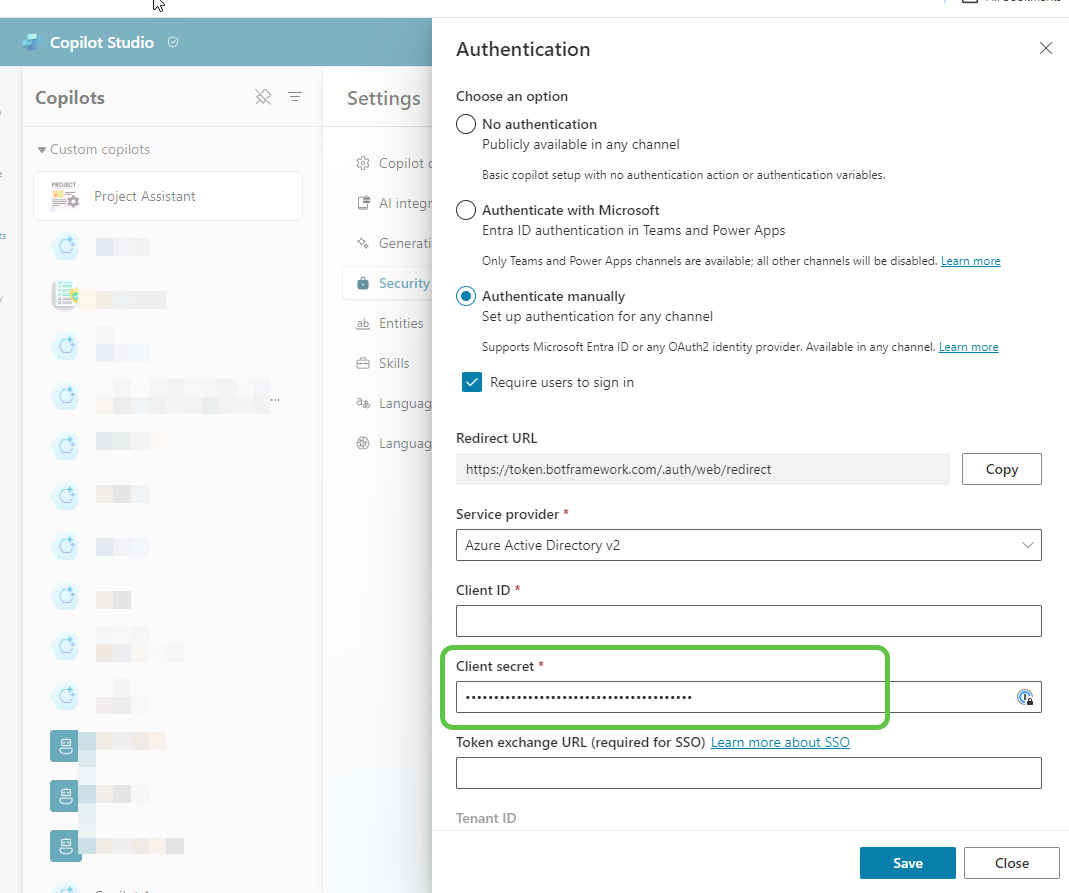 Copilot Studio
Copilots
Custom copilots
PROJECT
Project Assistant
...
Settings
Copilot
AI integr
Generati
Security
Entities
Skills
Languag
Languag
Authentication
Choose an option
No authentication
Publicly available in any channel
Basic copilot setup with no authentication action or authentication variables.
Authenticate with Microsoft
Entra ID authentication in Teams and Power Apps
Only Teams and Power Apps channels are available; all other channels will be disabled. Learn more
Authenticate manually
Set up authentication for any channel
Supports Microsoft Entra ID or any OAuth2 identity provider. Available in any channel. Learn more
Require users to sign in
Redirect URL
https://token.botframework.com/.auth/web/redirect
Copy
Service provider *
Azure Active Directory v2
Client ID *
Client secret *
••••••••••••••••••••••••••••••••••••••••
Token exchange URL (required for SSO) Learn more about SSO
Tenant ID
Save
Close